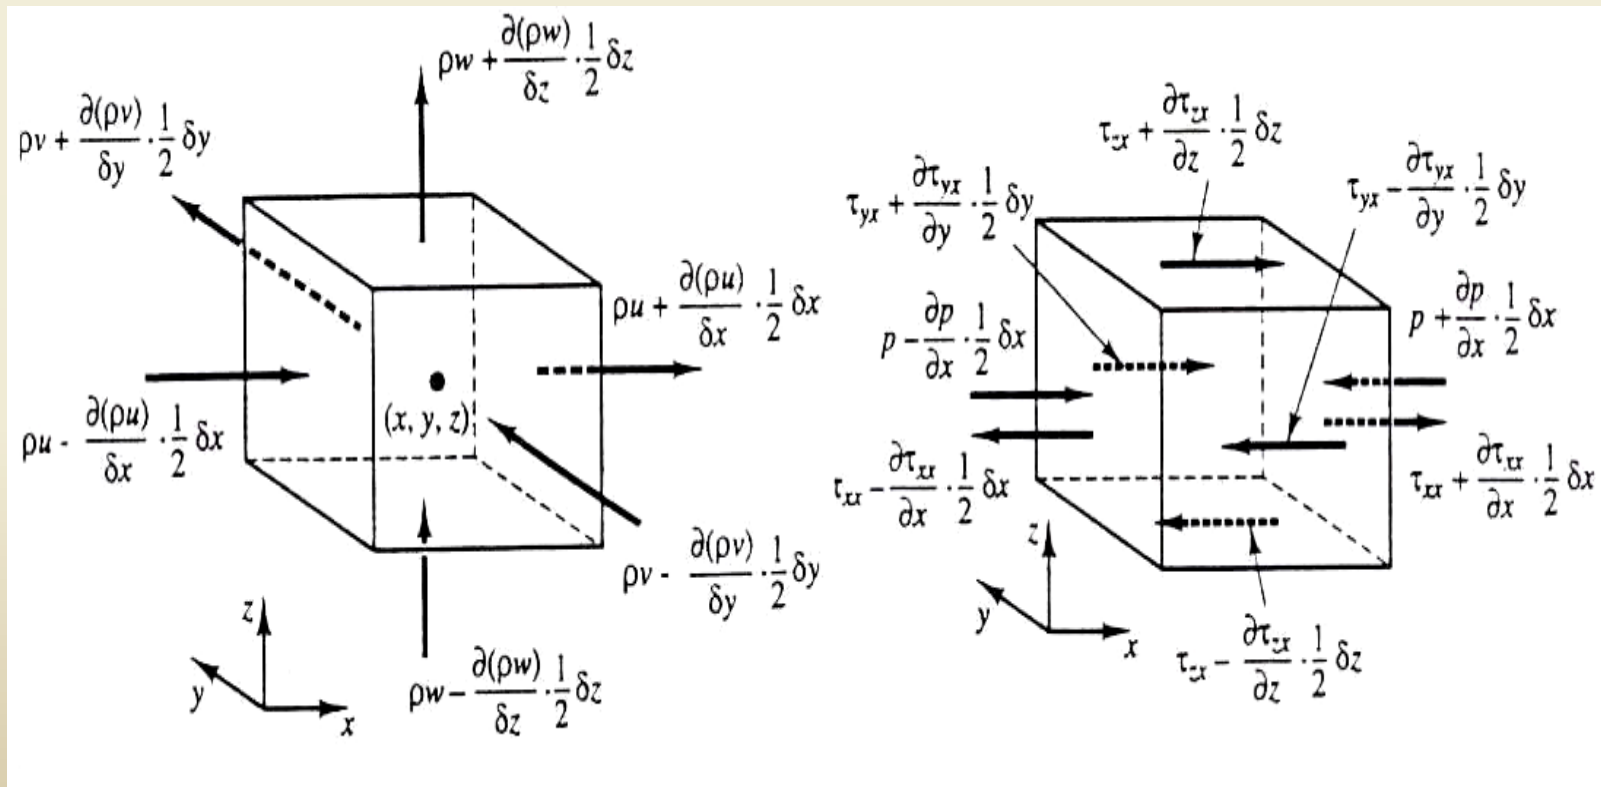 ρw + ∂(ρw)/δz · 1/2 δz
ρv + ∂(ρv)/δy · 1/2 δy
ρu + ∂(ρu)/δx · 1/2 δx
(x, y, z)
ρu - ∂(ρu)/δx · 1/2 δx
ρv - ∂(ρv)/δy · 1/2 δy
ρw − ∂(ρw)/δz · 1/2 δz
z
y
x
τzx + ∂τzx/∂z · 1/2 δz
τyx + ∂τyx/∂y · 1/2 δy
τyx − ∂τyx/∂y · 1/2 δy
p − ∂p/∂x · 1/2 δx
p + ∂p/∂x · 1/2 δx
τxx − ∂τxx/∂x · 1/2 δx
τxx + ∂τxx/∂x · 1/2 δx
z
y
x
τzx − ∂τzx/∂z · 1/2 δz